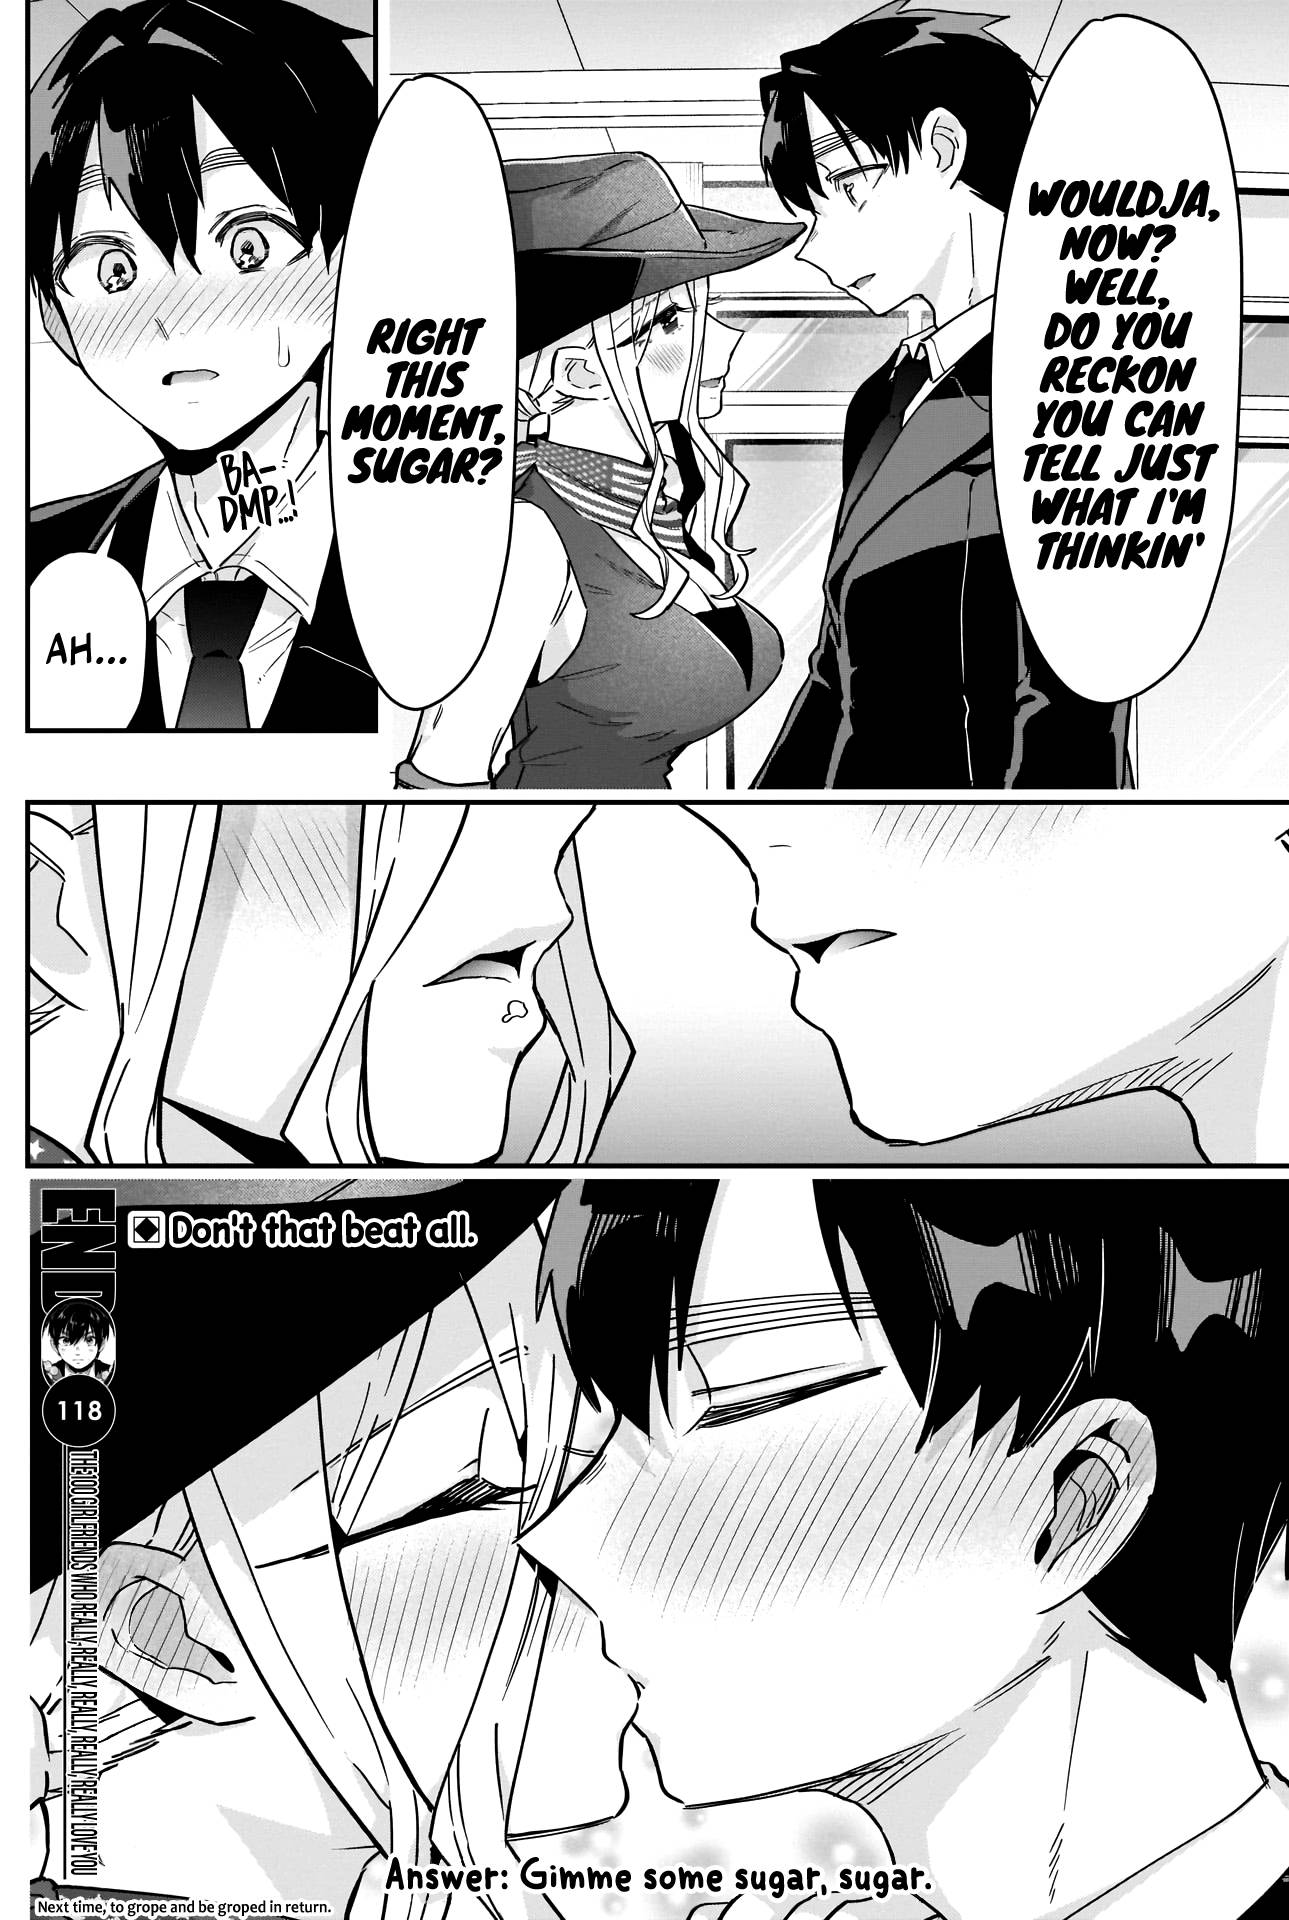 WOULDJA,
NOW?
WELL,
DO YOU
RECKON
YOU CAN
TELL JUST
WHAT I'M
THINKIN'
RIGHT
THIS
MOMENT,
SUGAR?
BA-
DMP...!
AH...
Don't that beat all.
END
118
THE 100 GIRLFRIENDS WHO REALLY, REALLY, REALLY, REALLY, REALLY LOVE YOU
Answer: Gimme some sugar, sugar.
Next time, to grope and be groped in return.